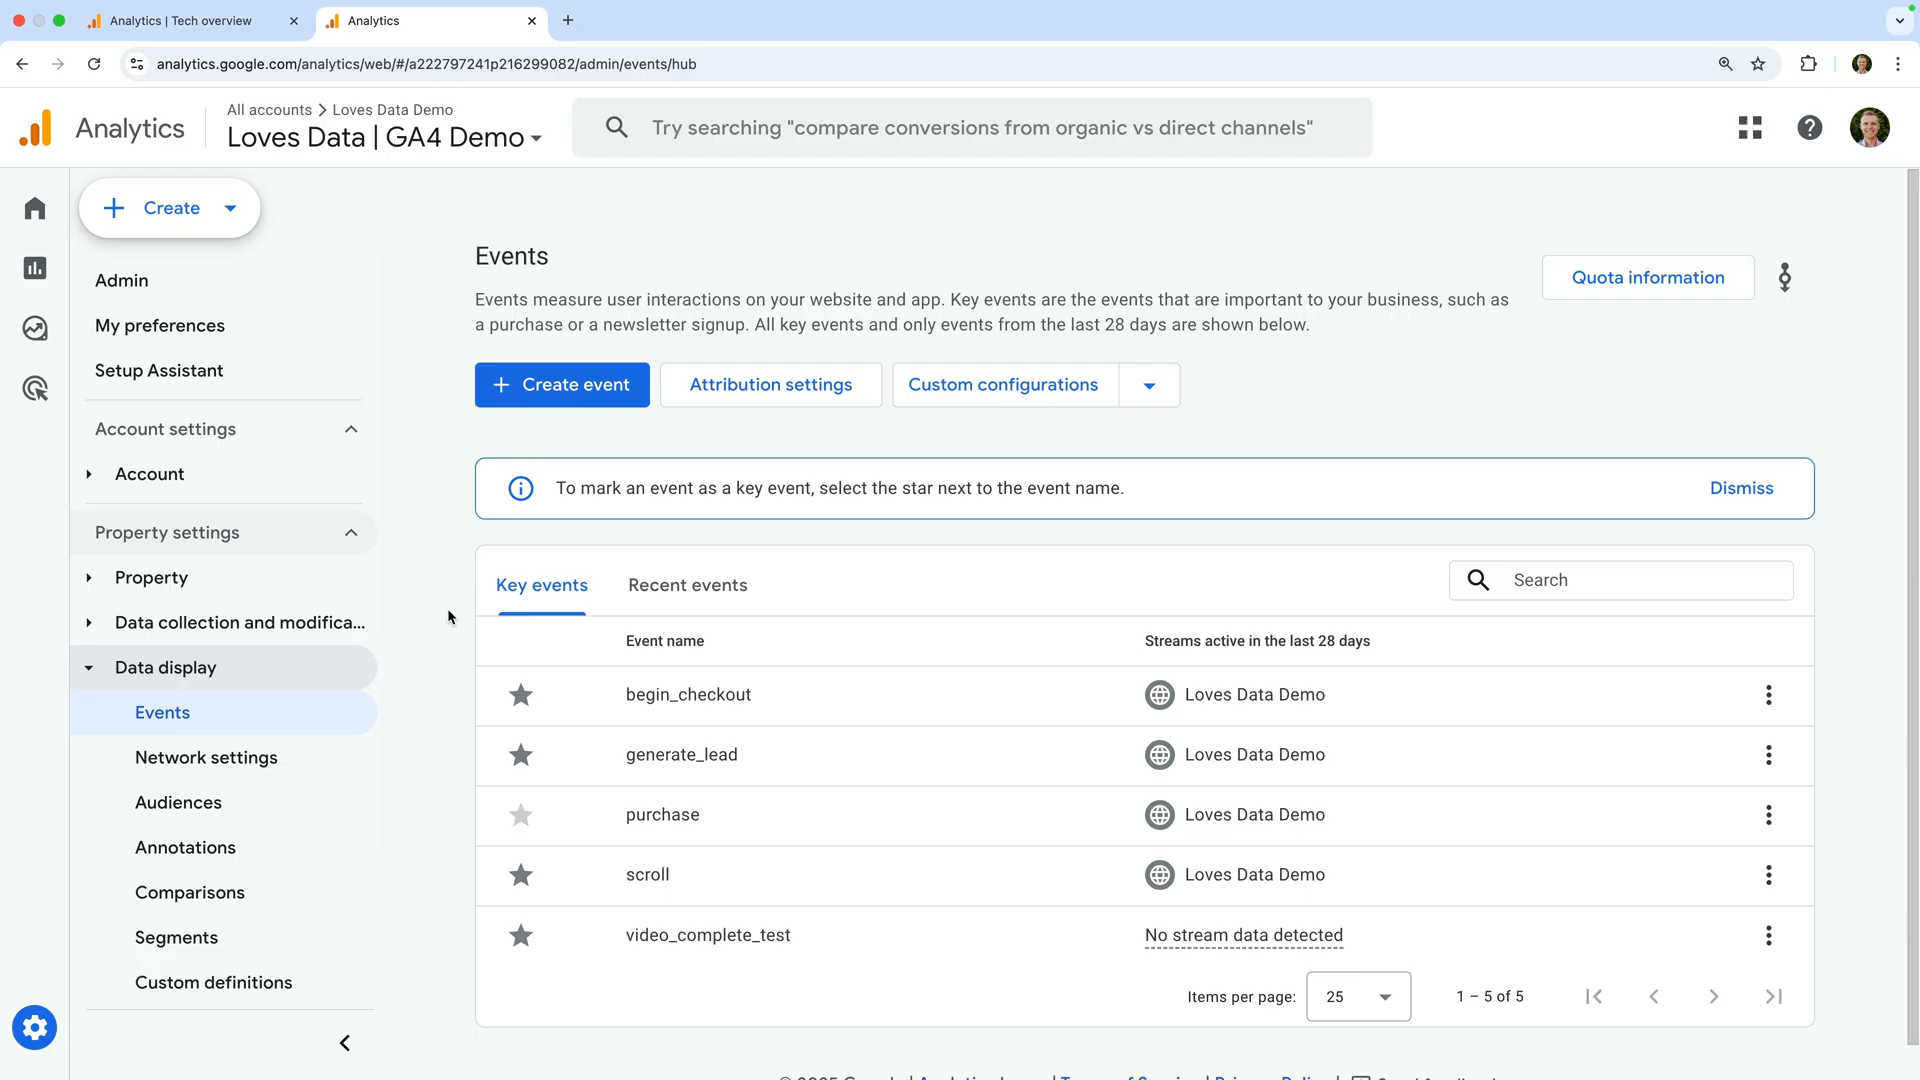 Analytics | Tech overview
Analytics
analytics.google.com/analytics/web/#/a222797241p216299082/admin/events/hub
Analytics
All accounts > Loves Data Demo
Loves Data | GA4 Demo
Try searching "compare conversions from organic vs direct channels"
Create
Admin
My preferences
Setup Assistant
Account settings
Account
Property settings
Property
Data collection and modifica...
Data display
Events
Network settings
Audiences
Annotations
Comparisons
Segments
Custom definitions
Events
Events measure user interactions on your website and app. Key events are the events that are important to your business, such as
a purchase or a newsletter signup. All key events and only events from the last 28 days are shown below.
Quota information
Create event
Attribution settings
Custom configurations
To mark an event as a key event, select the star next to the event name.
Dismiss
Key events
Recent events
Search
Event name
Streams active in the last 28 days
begin_checkout
Loves Data Demo
generate_lead
Loves Data Demo
purchase
Loves Data Demo
scroll
Loves Data Demo
video_complete_test
No stream data detected
Items per page:
25
1 – 5 of 5